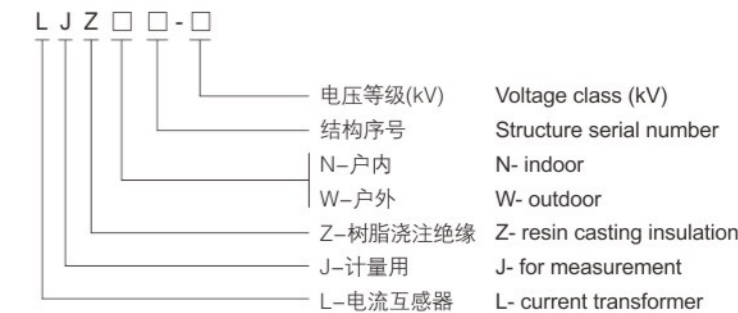 L J Z □ □ - □
电压等级(kV) Voltage class (kV)
结构序号 Structure serial number
N–户内 N- indoor
W–户外 W- outdoor
Z–树脂浇注绝缘 Z- resin casting insulation
J–计量用 J- for measurement
L–电流互感器 L- current transformer